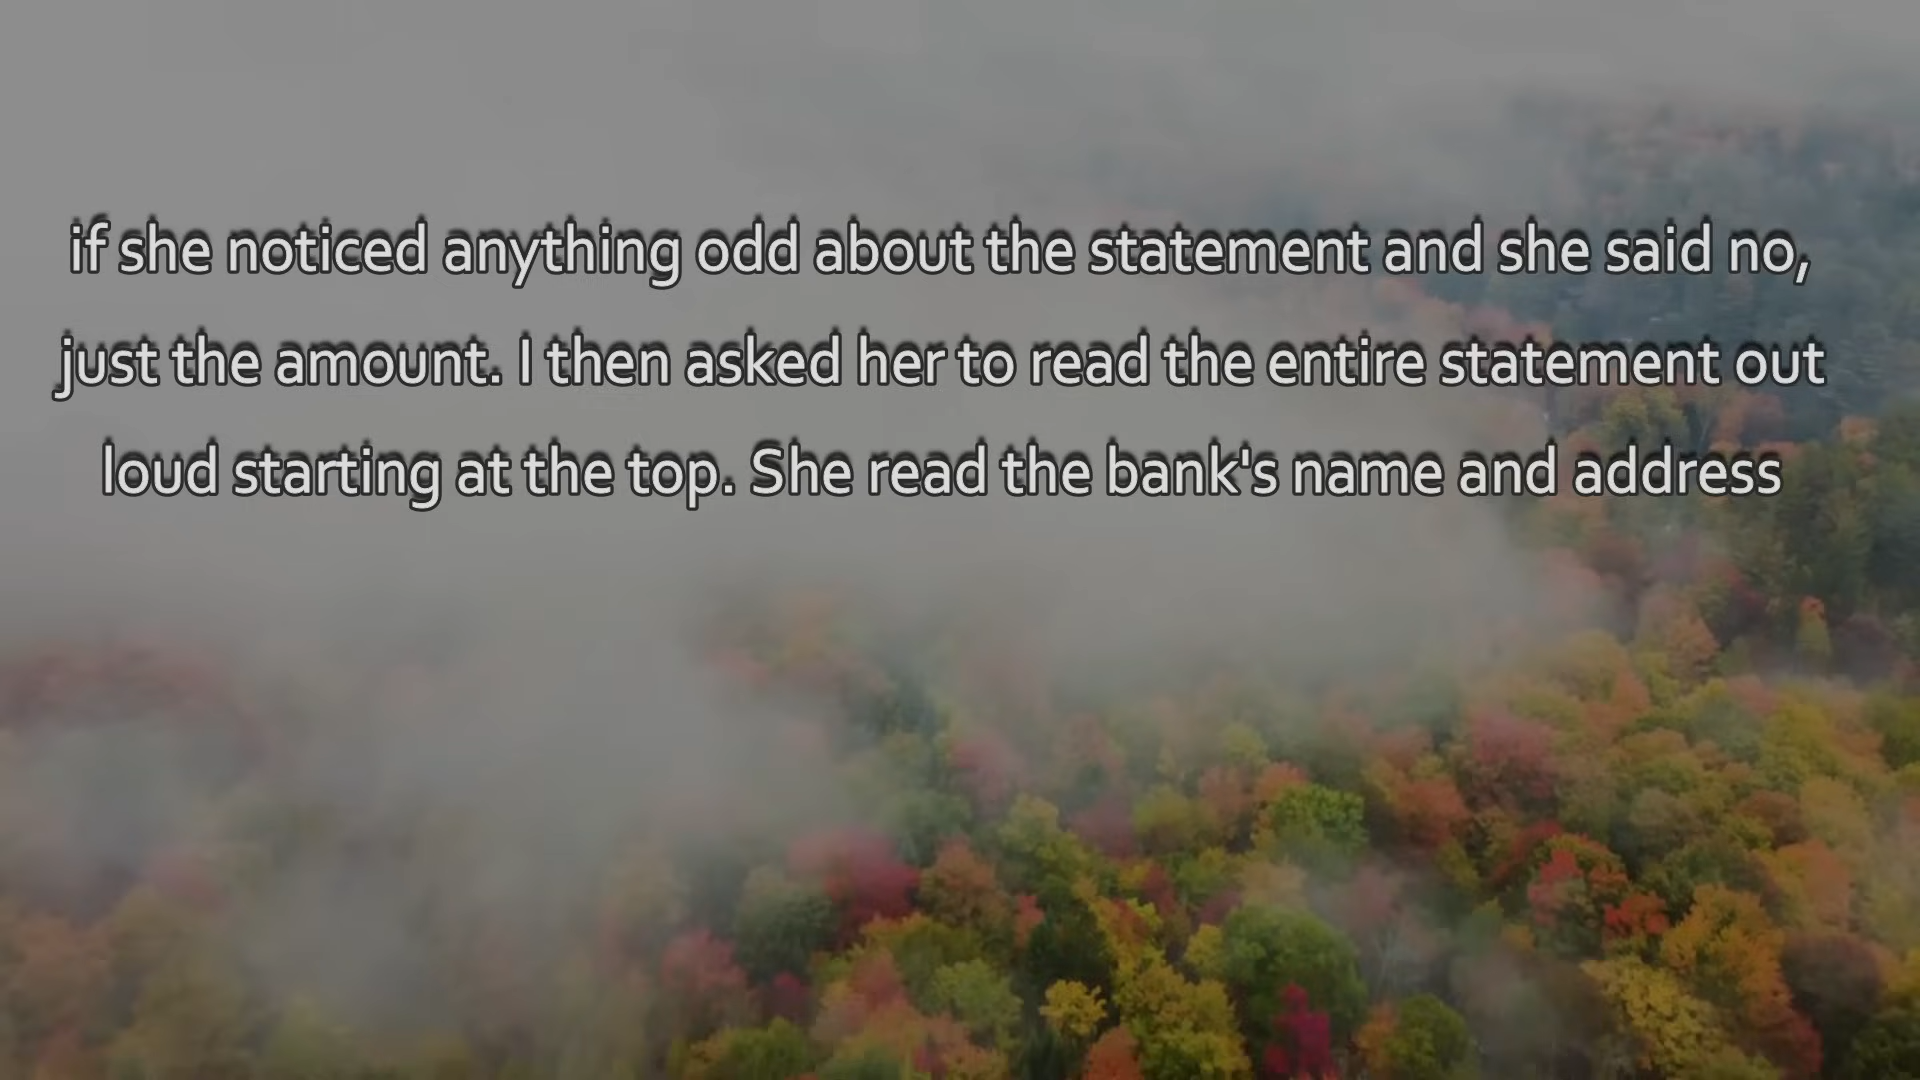 if she noticed anything odd about the statement and she said no,
just the amount. I then asked her to read the entire statement out
loud starting at the top. She read the bank's name and address